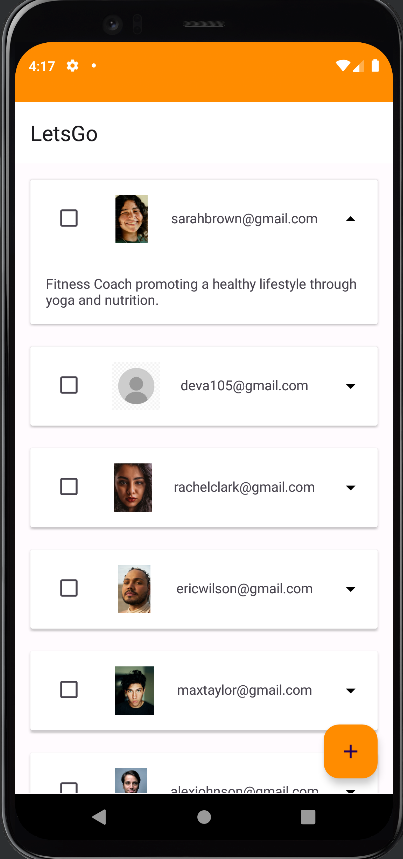 4:17
LetsGo
sarahbrown@gmail.com
Fitness Coach promoting a healthy lifestyle through
yoga and nutrition.
deva105@gmail.com
rachelclark@gmail.com
ericwilson@gmail.com
maxtaylor@gmail.com
alexjohnson@gmail.com
+